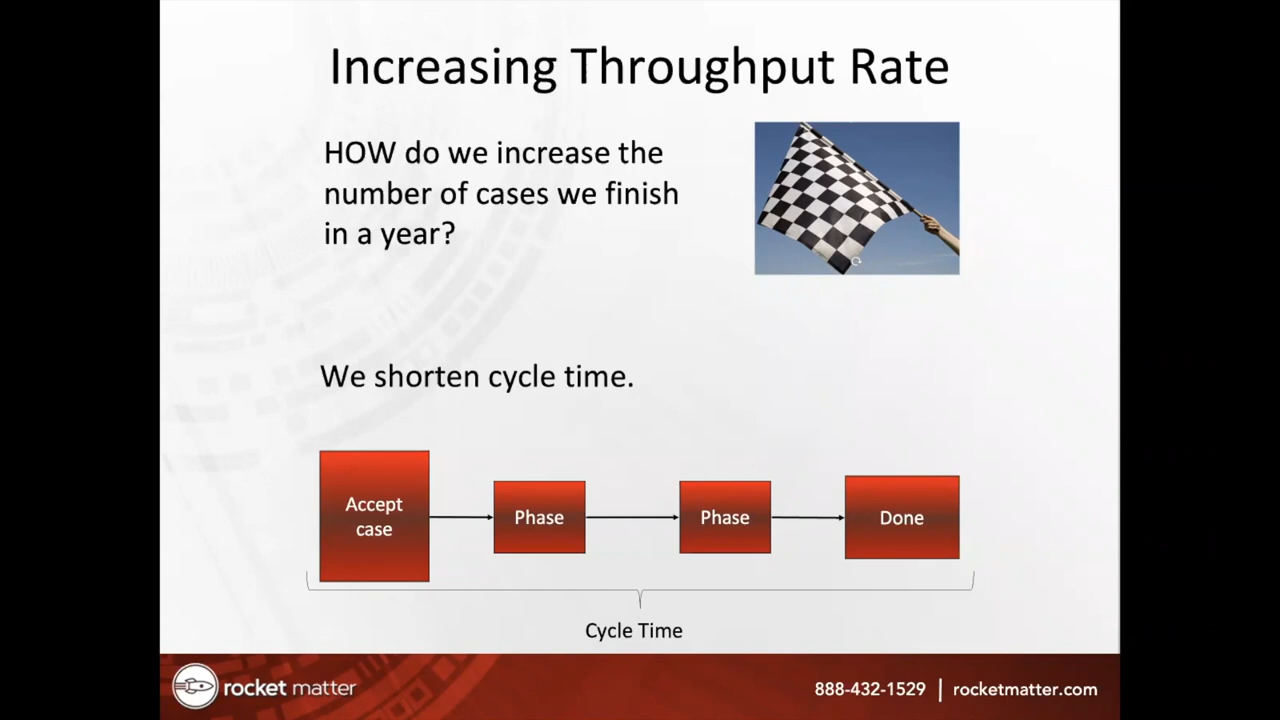 Increasing Throughput Rate
HOW do we increase the
number of cases we finish
in a year?
We shorten cycle time.
Accept
case
Phase
Phase
Done
Cycle Time
rocket matter
888-432-1529 | rocketmatter.com